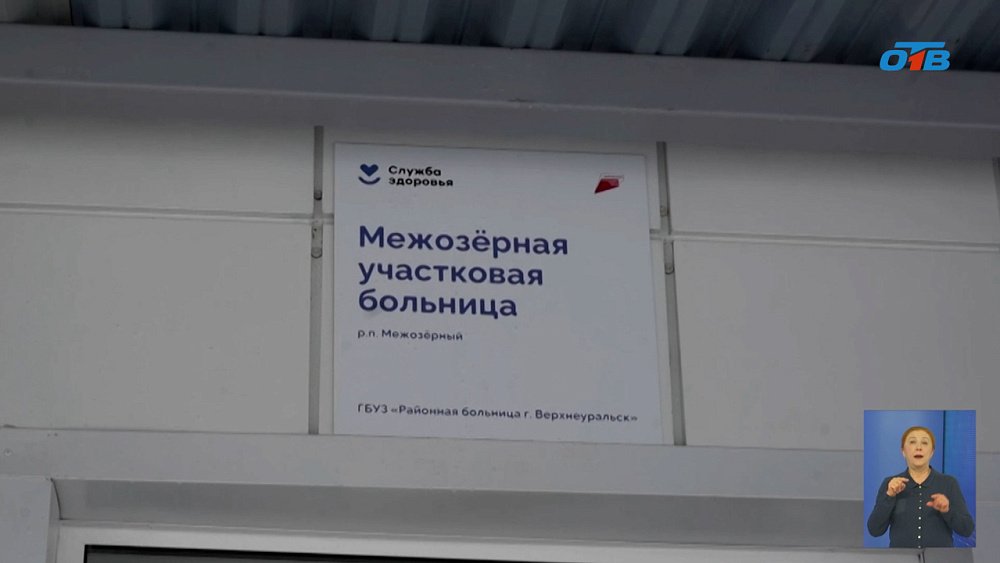 ОТВ
Служба
здоровья
Межозёрная
участковая
больница
р.п. Межозёрный
ГБУЗ «Районная больница г. Верхнеуральск»